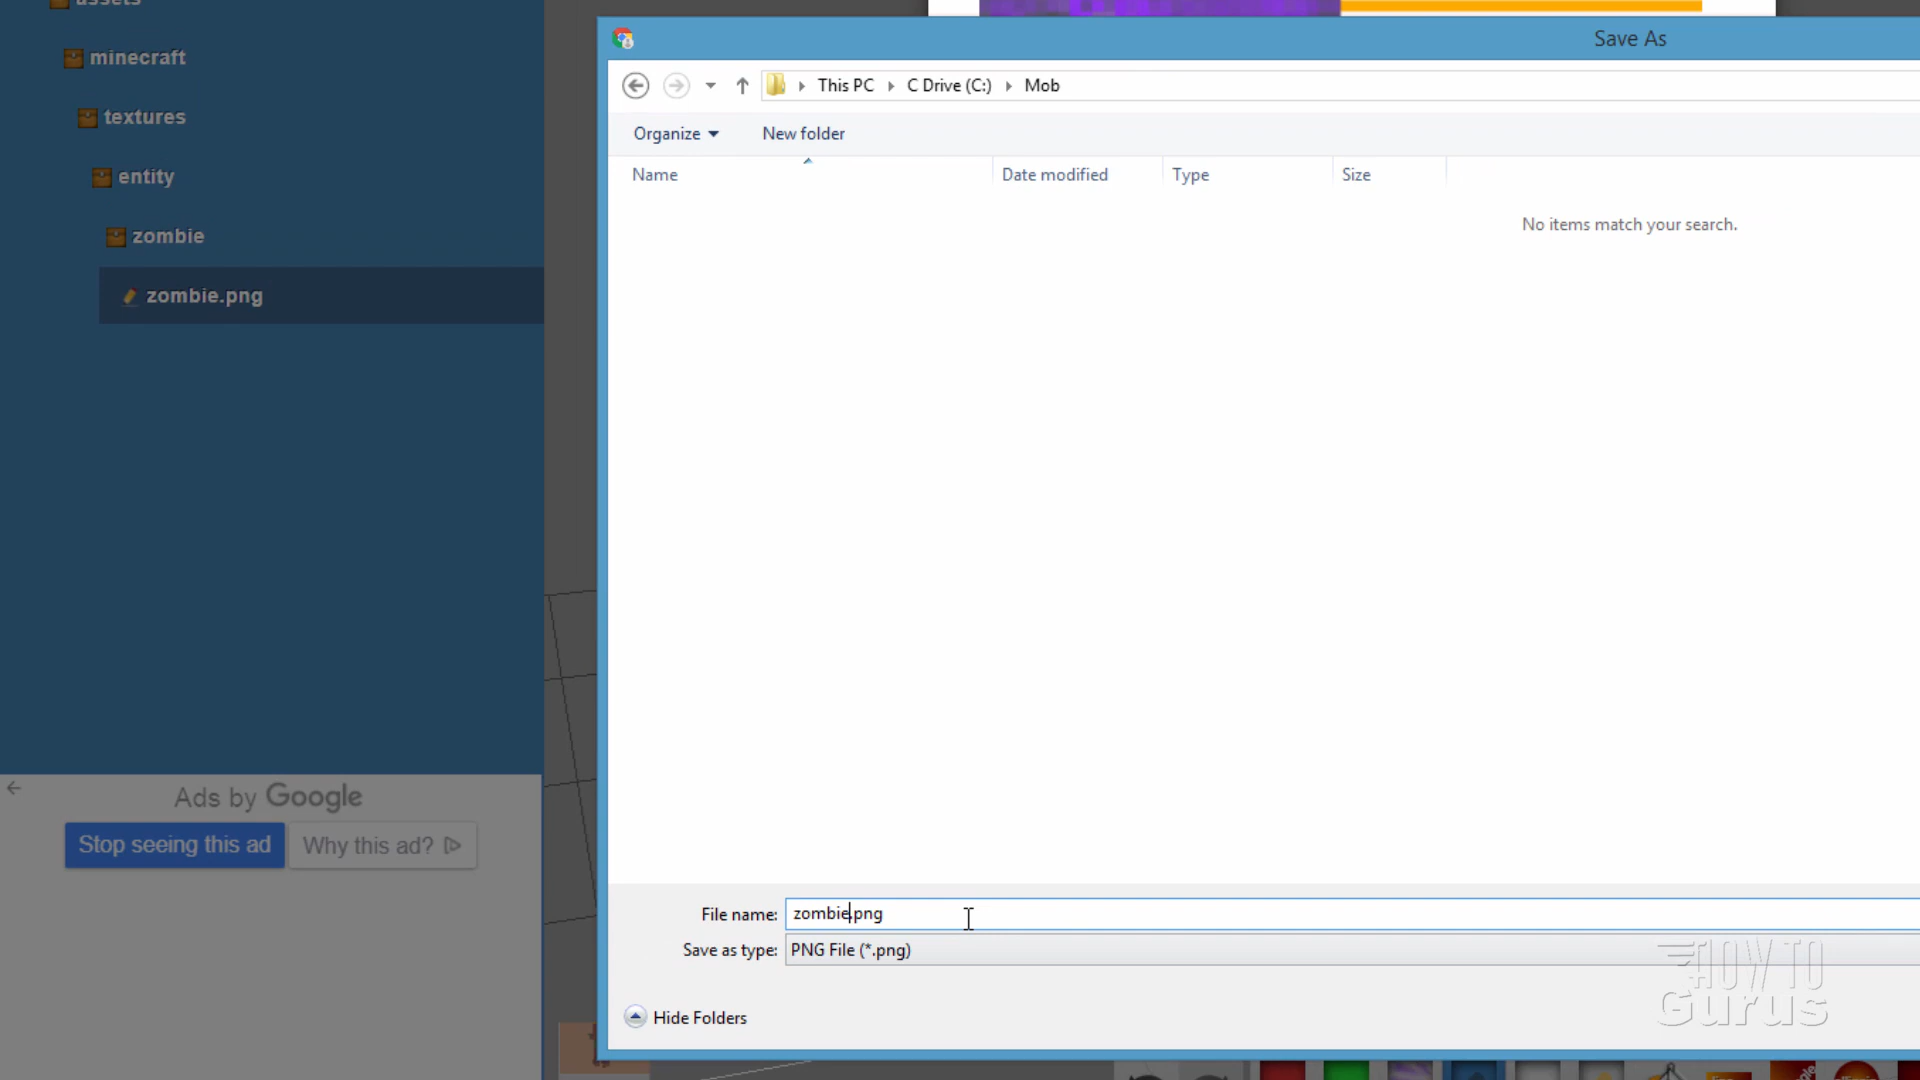 assets
minecraft
textures
entity
zombie
zombie.png
Ads by Google
Stop seeing this ad
Why this ad?
Save As
This PC
C Drive (C:)
Mob
Organize
New folder
Name
Date modified
Type
Size
No items match your search.
File name: zombie.png
Save as type: PNG File (*.png)
Hide Folders
HOW TO
Gurus